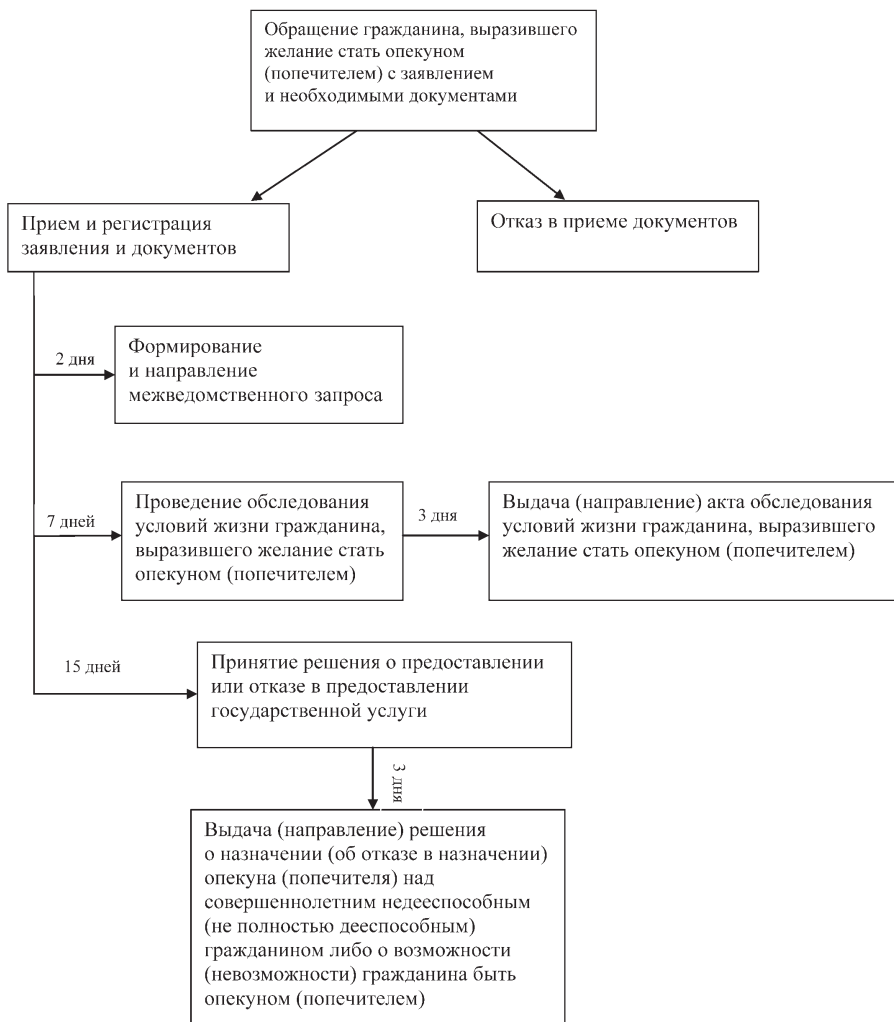 Обращение гражданина, выразившего
желание стать опекуном
(попечителем) с заявлением
и необходимыми документами
Прием и регистрация
заявления и документов
Отказ в приеме документов
2 дня
Формирование
и направление
межведомственного запроса
7 дней
Проведение обследования
условий жизни гражданина,
выразившего желание стать
опекуном (попечителем)
3 дня
Выдача (направление) акта обследования
условий жизни гражданина, выразившего
желание стать опекуном (попечителем)
15 дней
Принятие решения о предоставлении
или отказе в предоставлении
государственной услуги
3 дня
Выдача (направление) решения
о назначении (об отказе в назначении)
опекуна (попечителя) над
совершеннолетним недееспособным
(не полностью дееспособным)
гражданином либо о возможности
(невозможности) гражданина быть
опекуном (попечителем)